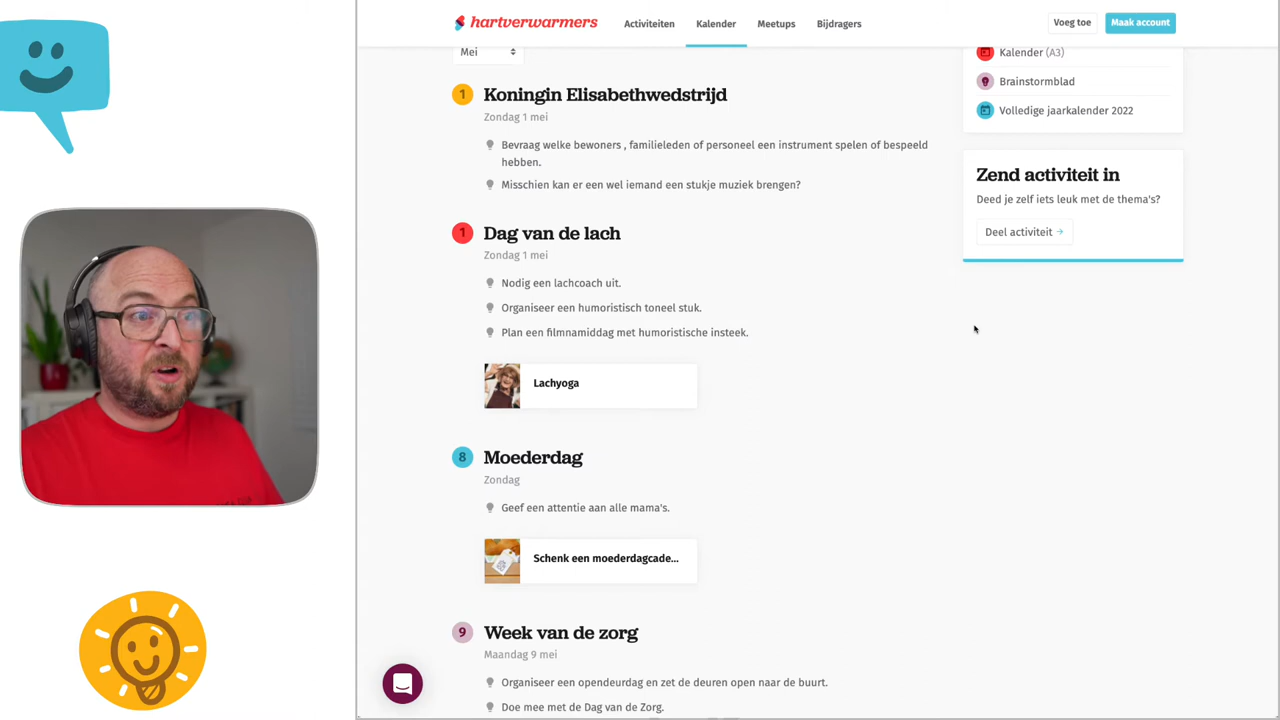 hartverwarmers
Activiteiten
Kalender
Meetups
Bijdragers
Voeg toe
Maak account
Mei
1
Koningin Elisabethwedstrijd
Zondag 1 mei
Bevraag welke bewoners , familieleden of personeel een instrument spelen of bespeeld
hebben.
Misschien kan er een wel iemand een stukje muziek brengen?
1
Dag van de lach
Zondag 1 mei
Nodig een lachcoach uit.
Organiseer een humoristisch toneel stuk.
Plan een filmnamiddag met humoristische insteek.
Lachyoga
8
Moederdag
Zondag
Geef een attentie aan alle mama's.
Schenk een moederdagcade...
9
Week van de zorg
Maandag 9 mei
Organiseer een opendeurdag en zet de deuren open naar de buurt.
Doe mee met de Dag van de Zorg.
Kalender (A3)
Brainstormblad
Volledige jaarkalender 2022
Zend activiteit in
Deed je zelf iets leuk met de thema's?
Deel activiteit →